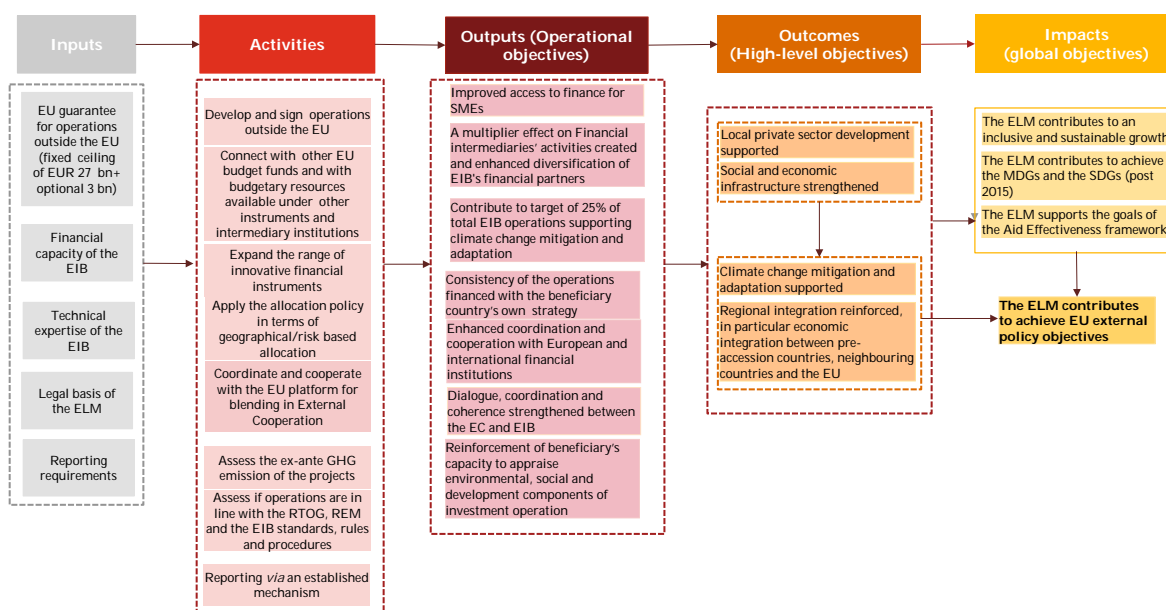 Inputs
Activities
Outputs (Operational
objectives)
Outcomes
(High-level objectives)
Impacts
(global objectives)
EU guarantee
for operations
outside the EU
(fixed ceiling
of EUR 27 bn+
optional 3 bn)
Financial
capacity of the
EIB
Technical
expertise of the
EIB
Legal basis
of the ELM
Reporting
requirements
Develop and sign operations
outside the EU
Connect with other EU
budget funds and with
budgetary resources
available under other
instruments and
intermediary institutions
Expand the range of
innovative financial
instruments
Apply the allocation policy
in terms of
geographical/risk based
allocation
Coordinate and cooperate
with the EU platform for
blending in External
Cooperation
Assess the ex-ante GHG
emission of the projects
Assess if operations are in
line with the RTOG, REM
and the EIB standards, rules
and procedures
Reporting via an established
mechanism
Improved access to finance for
SMEs
A multiplier effect on Financial
intermediaries' activities created
and enhanced diversification of
EIB's financial partners
Contribute to target of 25% of
total EIB operations supporting
climate change mitigation and
adaptation
Consistency of the operations
financed with the beneficiary
country's own strategy
Enhanced coordination and
cooperation with European and
international financial
institutions
Dialogue, coordination and
coherence strengthened between
the EC and EIB
Reinforcement of beneficiary's
capacity to appraise
environmental, social and
development components of
investment operation
Local private sector development
supported
Social and economic
infrastructure strengthened
Climate change mitigation and
adaptation supported
Regional integration reinforced,
in particular economic
integration between pre-
accession countries, neighbouring
countries and the EU
The ELM contributes to an
inclusive and sustainable growth
The ELM contributes to achieve
the MDGs and the SDGs (post
2015)
The ELM supports the goals of
the Aid Effectiveness framework
The ELM contributes
to achieve EU external
policy objectives